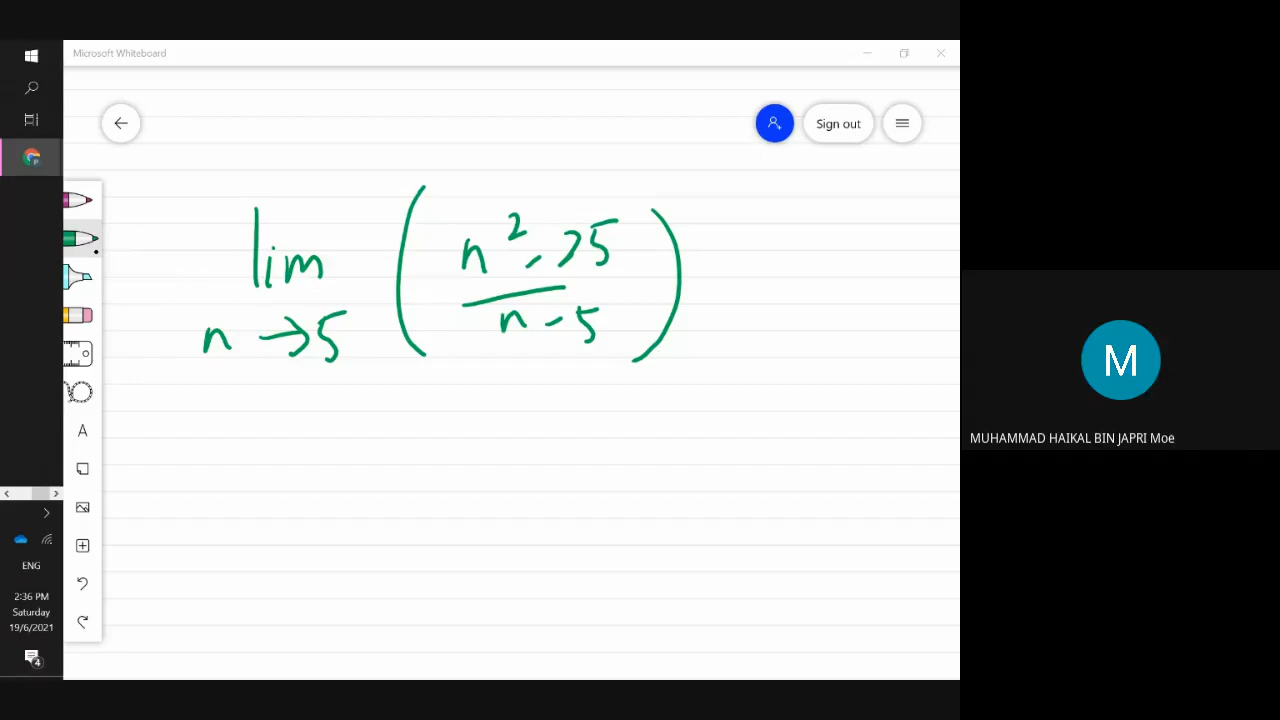 Microsoft Whiteboard
Sign out
lim n→5 ( n² - 25 / n - 5 )
A
ENG
2:36 PM
Saturday
19/6/2021
4
M
MUHAMMAD HAIKAL BIN JAPRI Moe